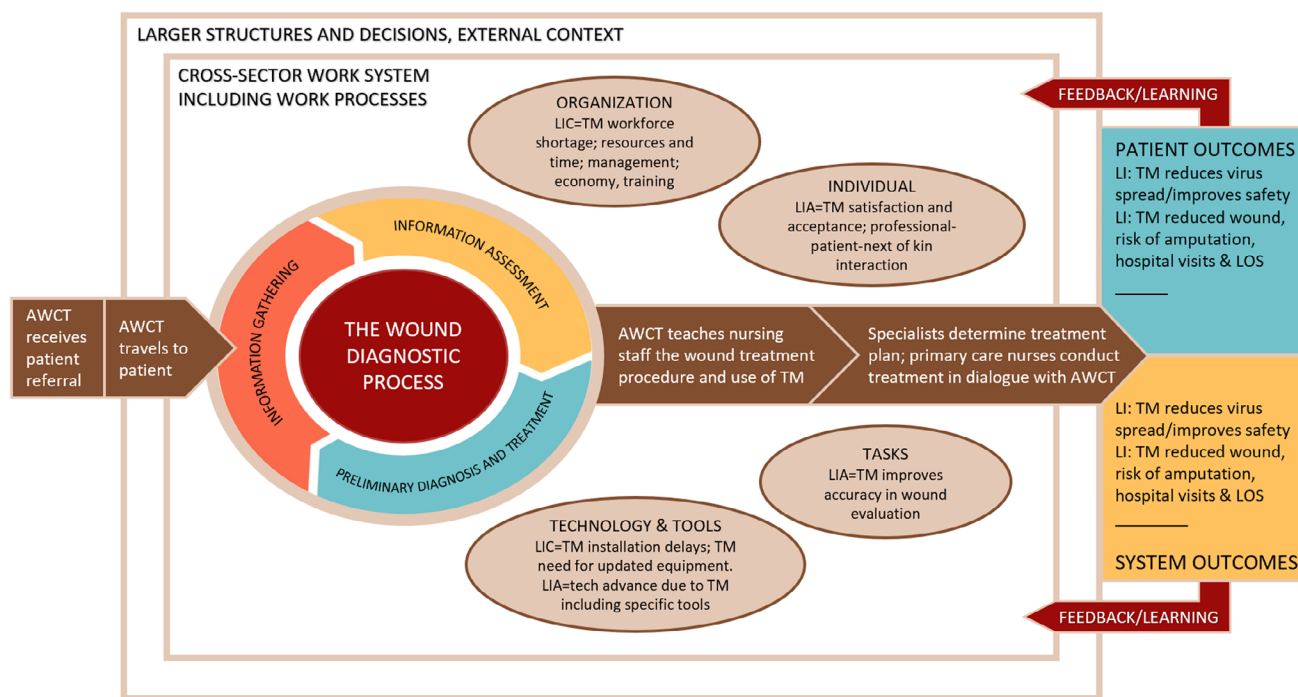 LARGER STRUCTURES AND DECISIONS, EXTERNAL CONTEXT
CROSS-SECTOR WORK SYSTEM
INCLUDING WORK PROCESSES
ORGANIZATION
LIC=TM workforce
shortage; resources and
time; management;
economy, training
INDIVIDUAL
LIA=TM satisfaction and
acceptance; professional-
patient-next of kin
interaction
FEEDBACK/LEARNING
PATIENT OUTCOMES
LI: TM reduces virus
spread/improves safety
LI: TM reduced wound,
risk of amputation,
hospital visits & LOS
AWCT
receives
patient
referral
AWCT
travels to
patient
INFORMATION GATHERING
INFORMATION ASSESSMENT
PRELIMINARY DIAGNOSIS AND TREATMENT
THE WOUND
DIAGNOSTIC
PROCESS
AWCT teaches nursing
staff the wound treatment
procedure and use of TM
Specialists determine treatment
plan; primary care nurses conduct
treatment in dialogue with AWCT
TASKS
LIA=TM improves
accuracy in wound
evaluation
TECHNOLOGY & TOOLS
LIC=TM installation delays; TM
need for updated equipment.
LIA=tech advance due to TM
including specific tools
LI: TM reduces virus
spread/improves safety
LI: TM reduced wound,
risk of amputation,
hospital visits & LOS
SYSTEM OUTCOMES
FEEDBACK/LEARNING